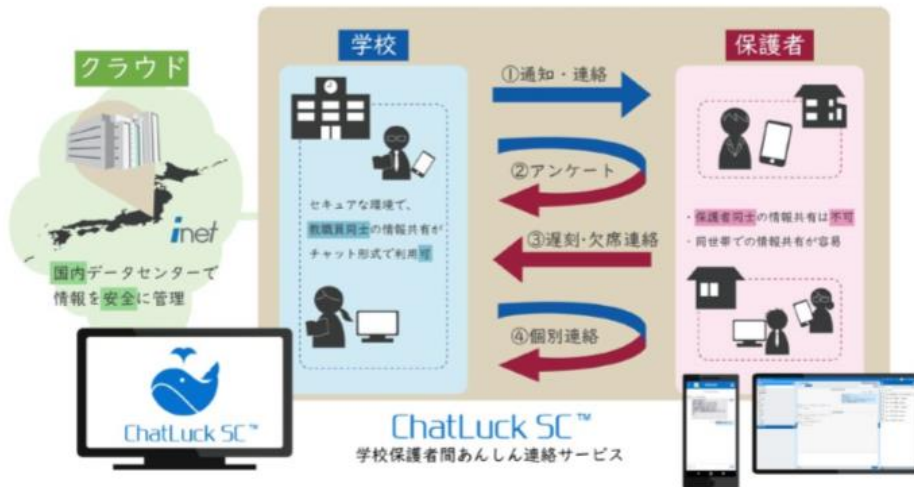 クラウド
inet
国内データセンターで
情報を安全に管理
ChatLuck SC™
学校
セキュアな環境で、
教職員同士の情報共有が
チャット形式で利用可
①通知・連絡
②アンケート
③遅刻・欠席連絡
④個別連絡
保護者
・保護者同士の情報共有は不可
・同世帯での情報共有が容易
ChatLuck SC™
学校保護者間あんしん連絡サービス